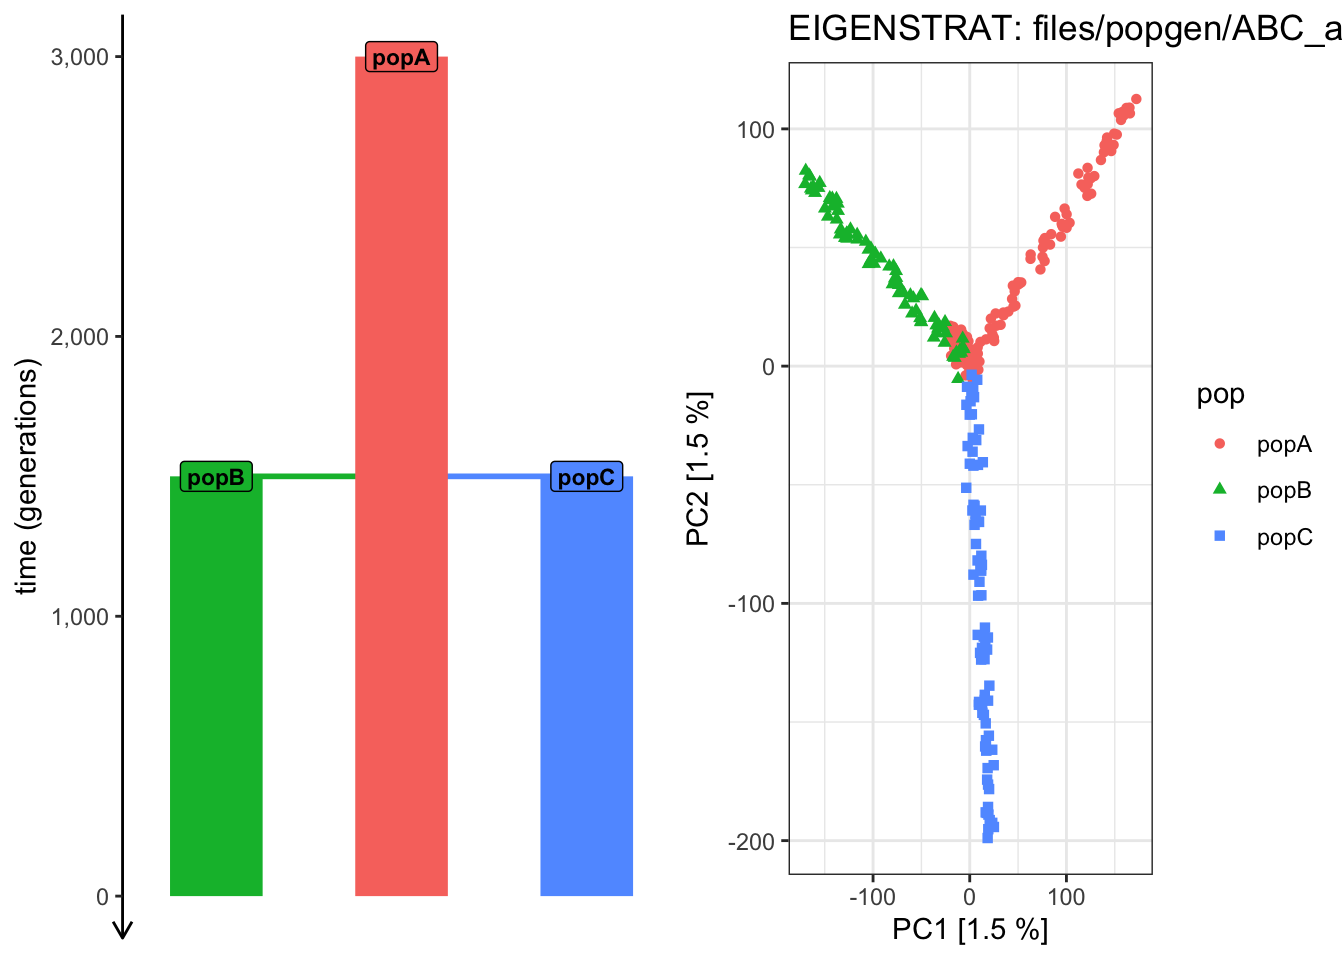 time (generations)
3,000
2,000
1,000
0
popA
popB
popC
EIGENSTRAT: files/popgen/ABC_a
PC2 [1.5 %]
100
0
-100
-200
-100
0
100
PC1 [1.5 %]
pop
popA
popB
popC